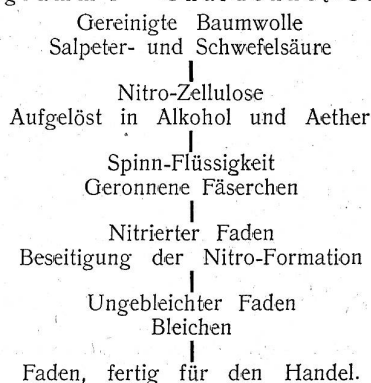 Gereinigte Baumwolle
Salpeter- und Schwefelsäure
Nitro-Zellulose
Aufgelöst in Alkohol und Aether
Spinn-Flüssigkeit
Geronnene Fäserchen
Nitrierter Faden
Beseitigung der Nitro-Formation
Ungebleichter Faden
Bleichen
Faden, fertig für den Handel.